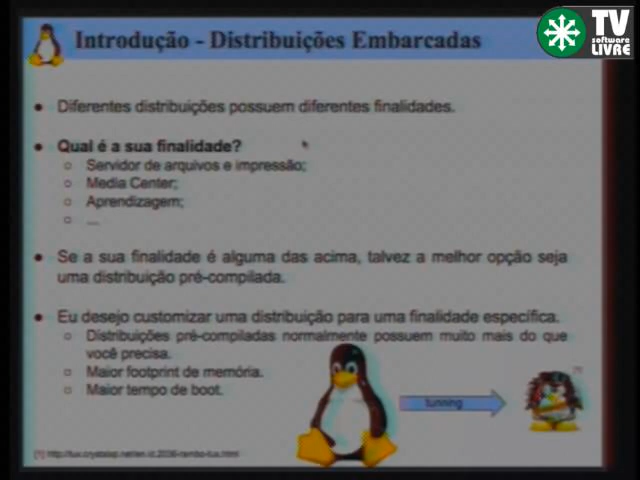 Introdução - Distribuições Embarcadas
TV
software
LIVRE
Diferentes distribuições possuem diferentes finalidades.
Qual é a sua finalidade?
Servidor de arquivos e impressão;
Media Center;
Aprendizagem;
...
Se a sua finalidade é alguma das acima, talvez a melhor opção seja
uma distribuição pré-compilada.
Eu desejo customizar uma distribuição para uma finalidade específica.
Distribuições pré-compiladas normalmente possuem muito mais do que
você precisa.
Maior footprint de memória.
Maior tempo de boot.
tunning
[1]